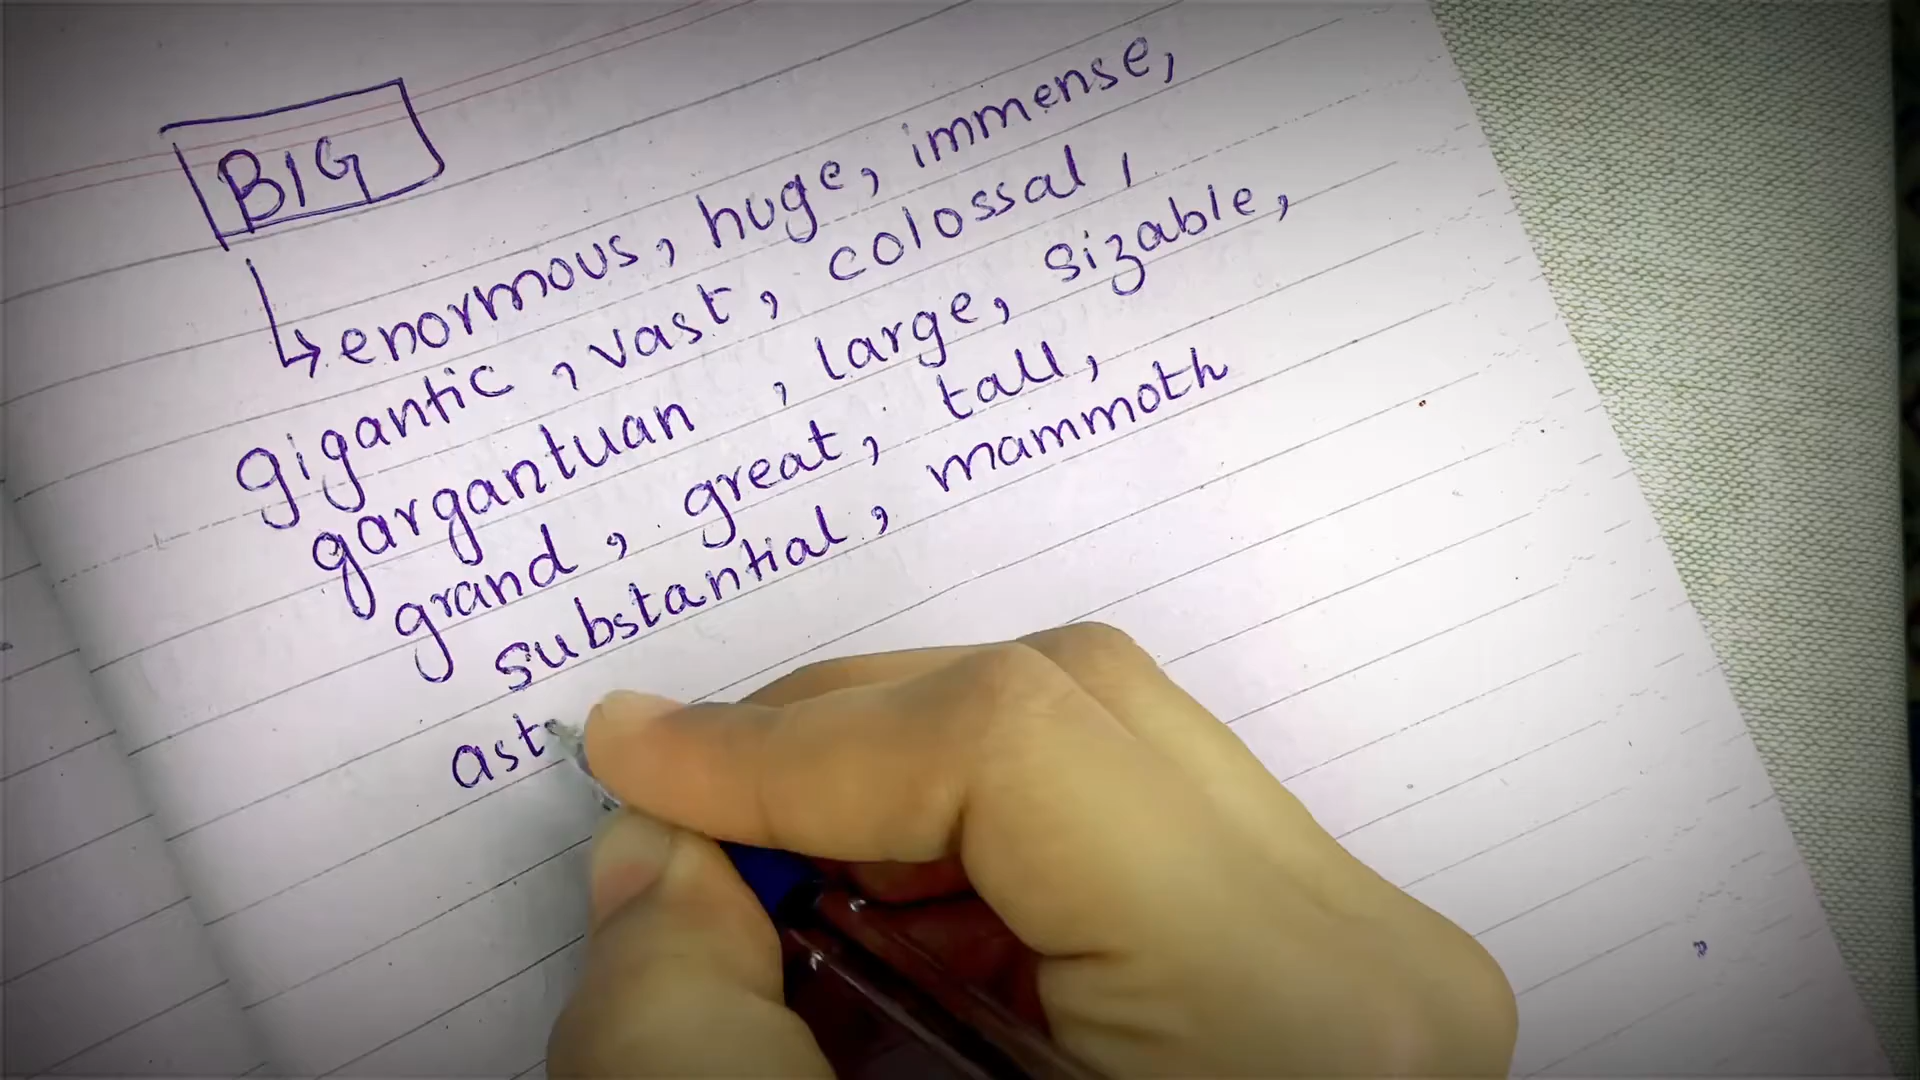 BIG
enormous, huge, immense,
gigantic, vast, colossal,
gargantuan, large, sizable,
grand, great, tall,
substantial, mammoth
ast